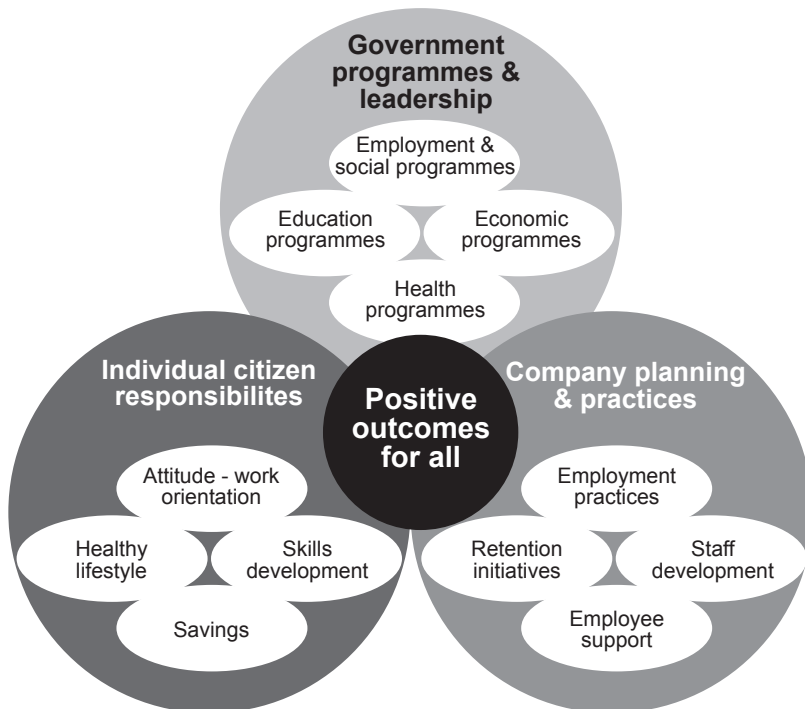 Government
programmes &
leadership
Employment &
social programmes
Education
programmes
Economic
programmes
Health
programmes
Individual citizen
responsibilites
Attitude - work
orientation
Healthy
lifestyle
Skills
development
Savings
Positive
outcomes
for all
Company planning
& practices
Employment
practices
Retention
initiatives
Staff
development
Employee
support